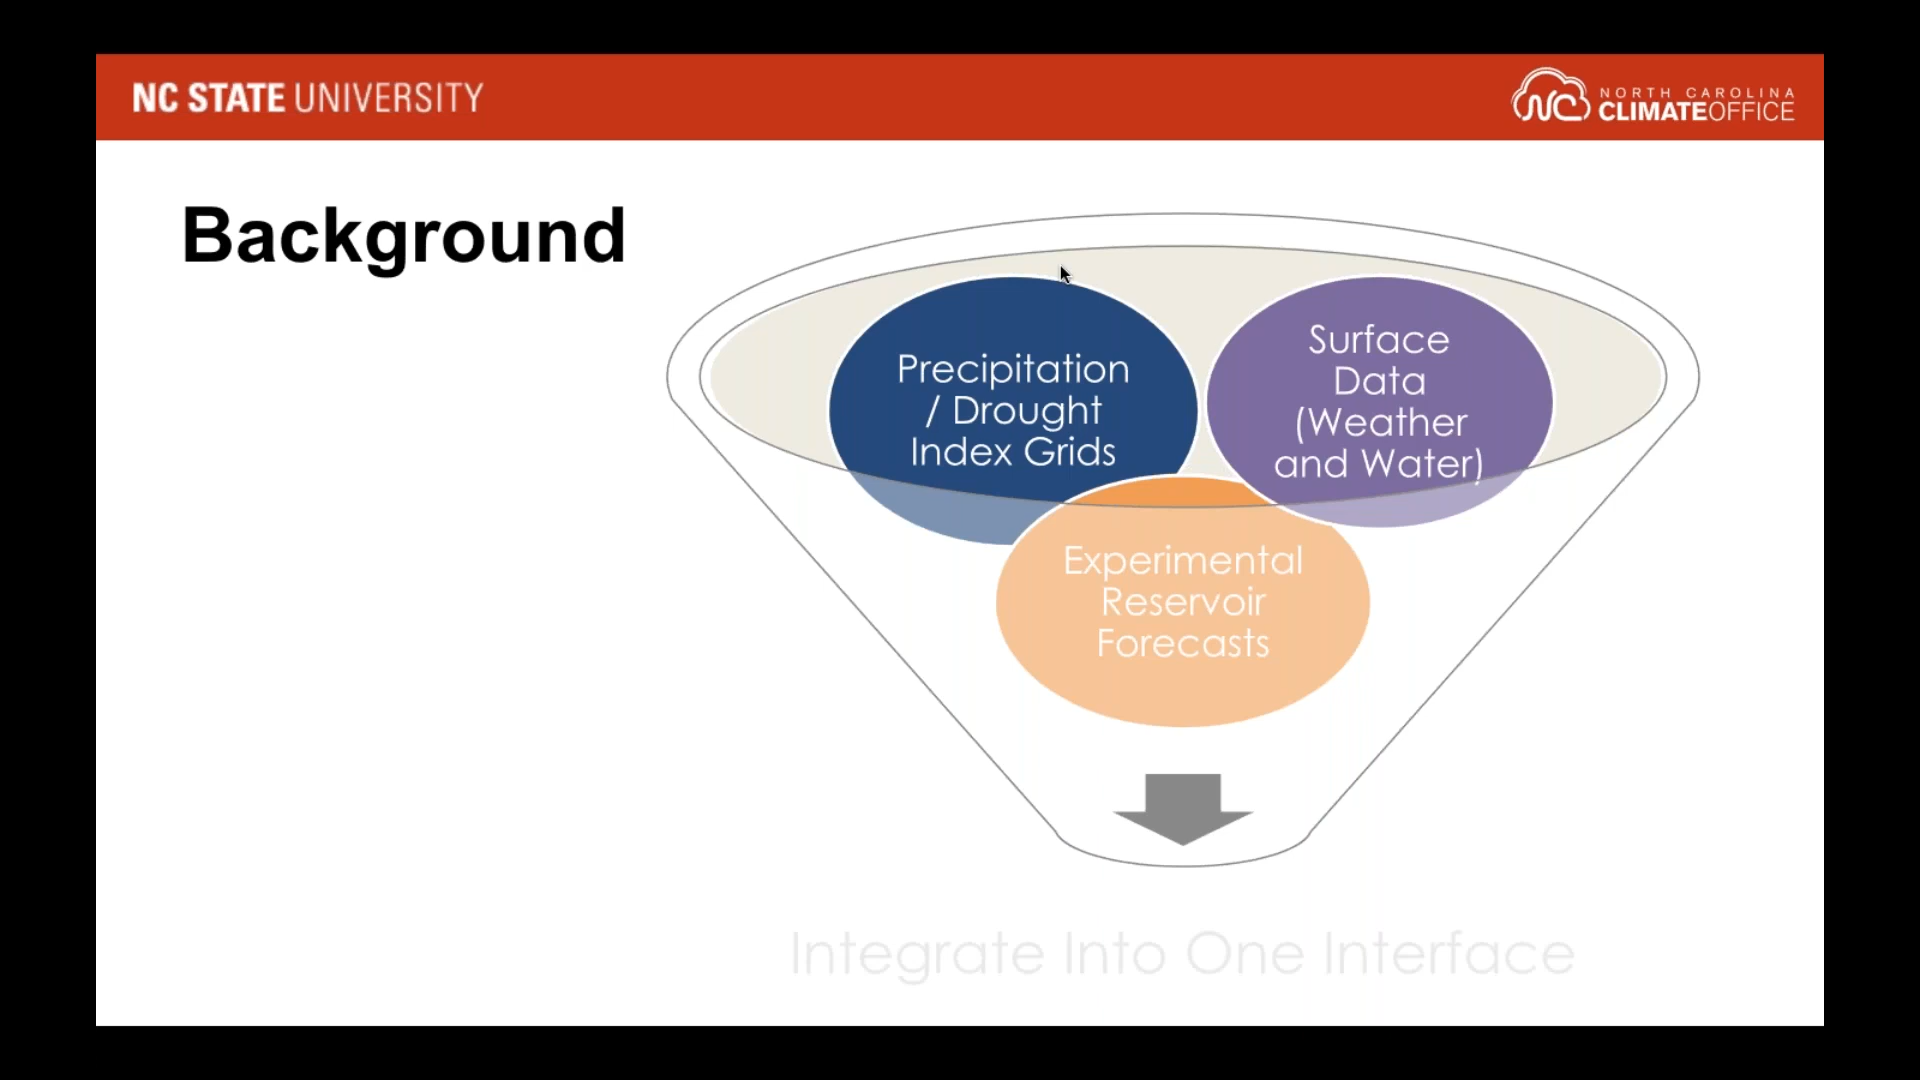 NC STATE UNIVERSITY
NORTH CAROLINA
CLIMATEOFFICE
Background
Precipitation
/ Drought
Index Grids
Surface
Data
(Weather
and Water)
Experimental
Reservoir
Forecasts
Integrate Into One Interface